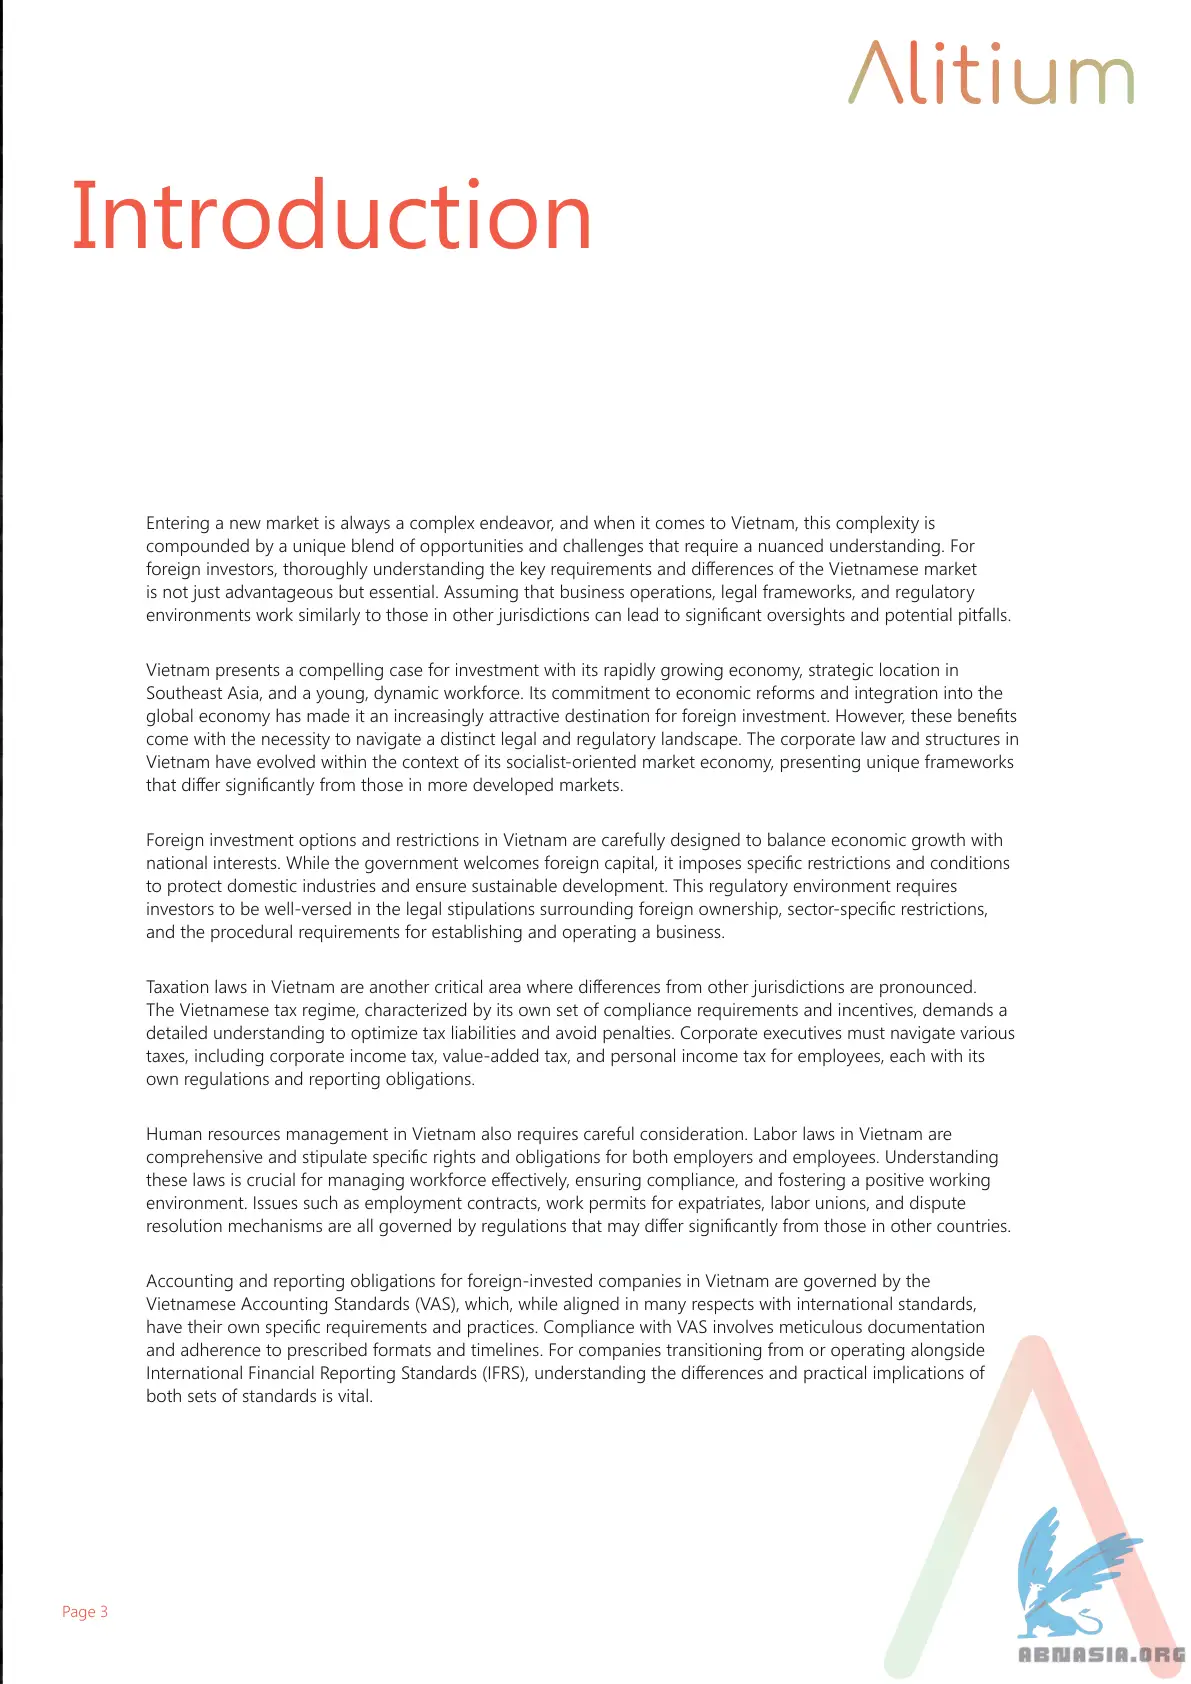 Alitium
Introduction
Entering a new market is always a complex endeavor, and when it comes to Vietnam, this complexity is
compounded by a unique blend of opportunities and challenges that require a nuanced understanding. For
foreign investors, thoroughly understanding the key requirements and differences of the Vietnamese market
is not just advantageous but essential. Assuming that business operations, legal frameworks, and regulatory
environments work similarly to those in other jurisdictions can lead to significant oversights and potential pitfalls.
Vietnam presents a compelling case for investment with its rapidly growing economy, strategic location in
Southeast Asia, and a young, dynamic workforce. Its commitment to economic reforms and integration into the
global economy has made it an increasingly attractive destination for foreign investment. However, these benefits
come with the necessity to navigate a distinct legal and regulatory landscape. The corporate law and structures in
Vietnam have evolved within the context of its socialist-oriented market economy, presenting unique frameworks
that differ significantly from those in more developed markets.
Foreign investment options and restrictions in Vietnam are carefully designed to balance economic growth with
national interests. While the government welcomes foreign capital, it imposes specific restrictions and conditions
to protect domestic industries and ensure sustainable development. This regulatory environment requires
investors to be well-versed in the legal stipulations surrounding foreign ownership, sector-specific restrictions,
and the procedural requirements for establishing and operating a business.
Taxation laws in Vietnam are another critical area where differences from other jurisdictions are pronounced.
The Vietnamese tax regime, characterized by its own set of compliance requirements and incentives, demands a
detailed understanding to optimize tax liabilities and avoid penalties. Corporate executives must navigate various
taxes, including corporate income tax, value-added tax, and personal income tax for employees, each with its
own regulations and reporting obligations.
Human resources management in Vietnam also requires careful consideration. Labor laws in Vietnam are
comprehensive and stipulate specific rights and obligations for both employers and employees. Understanding
these laws is crucial for managing workforce effectively, ensuring compliance, and fostering a positive working
environment. Issues such as employment contracts, work permits for expatriates, labor unions, and dispute
resolution mechanisms are all governed by regulations that may differ significantly from those in other countries.
Accounting and reporting obligations for foreign-invested companies in Vietnam are governed by the
Vietnamese Accounting Standards (VAS), which, while aligned in many respects with international standards,
have their own specific requirements and practices. Compliance with VAS involves meticulous documentation
and adherence to prescribed formats and timelines. For companies transitioning from or operating alongside
International Financial Reporting Standards (IFRS), understanding the differences and practical implications of
both sets of standards is vital.
Page 3
ABNASIA.ORG